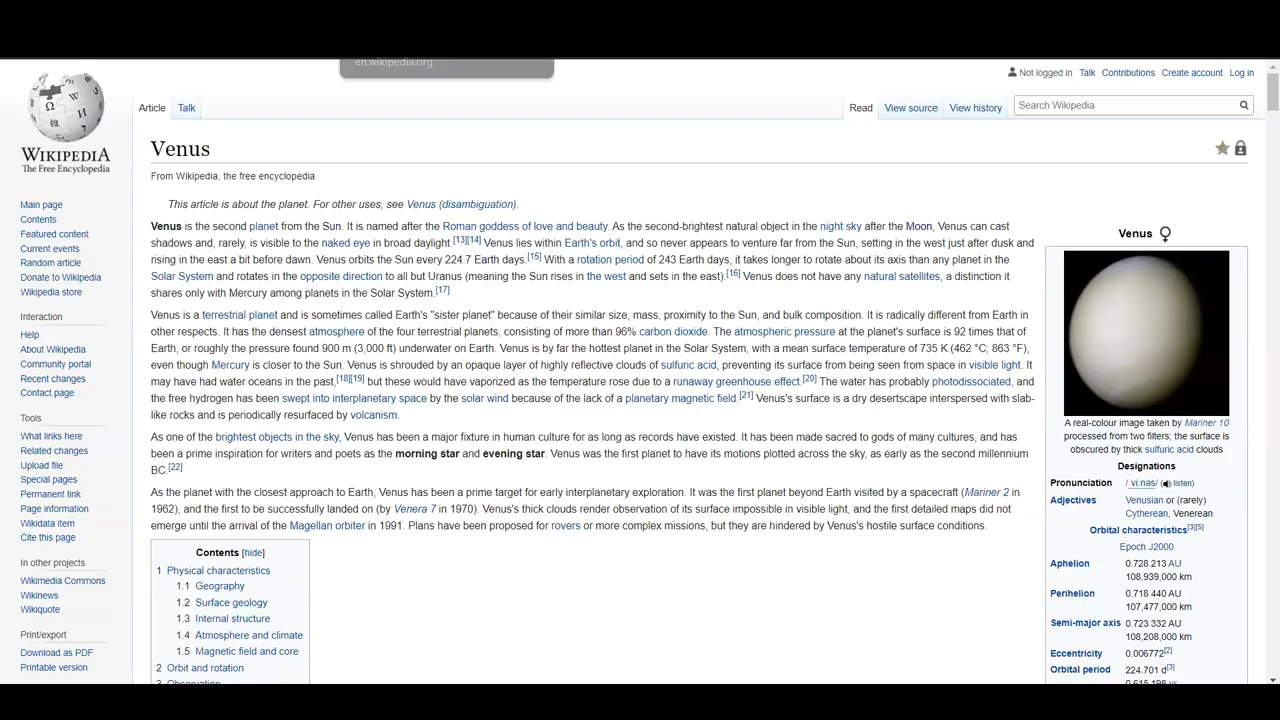 en.wikipedia.org
Not logged in Talk Contributions Create account Log in
Article Talk
Read View source View history
Search Wikipedia
WIKIPEDIA
The Free Encyclopedia
Main page
Contents
Featured content
Current events
Random article
Donate to Wikipedia
Wikipedia store
Interaction
Help
About Wikipedia
Community portal
Recent changes
Contact page
Tools
What links here
Related changes
Upload file
Special pages
Permanent link
Page information
Wikidata item
Cite this page
In other projects
Wikimedia Commons
Wikinews
Wikiquote
Print/export
Download as PDF
Printable version
Venus
From Wikipedia, the free encyclopedia
This article is about the planet. For other uses, see Venus (disambiguation).
Venus is the second planet from the Sun. It is named after the Roman goddess of love and beauty. As the second-brightest natural object in the night sky after the Moon, Venus can cast
shadows and, rarely, is visible to the naked eye in broad daylight.[13][14] Venus lies within Earth's orbit, and so never appears to venture far from the Sun, setting in the west just after dusk and
rising in the east a bit before dawn. Venus orbits the Sun every 224.7 Earth days.[15] With a rotation period of 243 Earth days, it takes longer to rotate about its axis than any planet in the
Solar System and rotates in the opposite direction to all but Uranus (meaning the Sun rises in the west and sets in the east).[16] Venus does not have any natural satellites, a distinction it
shares only with Mercury among planets in the Solar System.[17]
Venus is a terrestrial planet and is sometimes called Earth's "sister planet" because of their similar size, mass, proximity to the Sun, and bulk composition. It is radically different from Earth in
other respects. It has the densest atmosphere of the four terrestrial planets, consisting of more than 96% carbon dioxide. The atmospheric pressure at the planet's surface is 92 times that of
Earth, or roughly the pressure found 900 m (3,000 ft) underwater on Earth. Venus is by far the hottest planet in the Solar System, with a mean surface temperature of 735 K (462 °C; 863 °F),
even though Mercury is closer to the Sun. Venus is shrouded by an opaque layer of highly reflective clouds of sulfuric acid, preventing its surface from being seen from space in visible light. It
may have had water oceans in the past,[18][19] but these would have vaporized as the temperature rose due to a runaway greenhouse effect.[20] The water has probably photodissociated, and
the free hydrogen has been swept into interplanetary space by the solar wind because of the lack of a planetary magnetic field.[21] Venus's surface is a dry desertscape interspersed with slab-
like rocks and is periodically resurfaced by volcanism.
As one of the brightest objects in the sky, Venus has been a major fixture in human culture for as long as records have existed. It has been made sacred to gods of many cultures, and has
been a prime inspiration for writers and poets as the morning star and evening star. Venus was the first planet to have its motions plotted across the sky, as early as the second millennium
BC.[22]
As the planet with the closest approach to Earth, Venus has been a prime target for early interplanetary exploration. It was the first planet beyond Earth visited by a spacecraft (Mariner 2 in
1962), and the first to be successfully landed on (by Venera 7 in 1970). Venus's thick clouds render observation of its surface impossible in visible light, and the first detailed maps did not
emerge until the arrival of the Magellan orbiter in 1991. Plans have been proposed for rovers or more complex missions, but they are hindered by Venus's hostile surface conditions.
Contents [hide]
1 Physical characteristics
1.1 Geography
1.2 Surface geology
1.3 Internal structure
1.4 Atmosphere and climate
1.5 Magnetic field and core
2 Orbit and rotation
3 Observation
Venus ♀
A real-colour image taken by Mariner 10
processed from two filters; the surface is
obscured by thick sulfuric acid clouds
Designations
Pronunciation /ˈviːnəs/ (listen)
Adjectives Venusian or (rarely)
Cytherean, Venerean
Orbital characteristics[3][5]
Epoch J2000
Aphelion 0.728 213 AU
108,939,000 km
Perihelion 0.718 440 AU
107,477,000 km
Semi-major axis 0.723 332 AU
108,208,000 km
Eccentricity 0.006772[2]
Orbital period 224.701 d[3]
0.615 198 yr